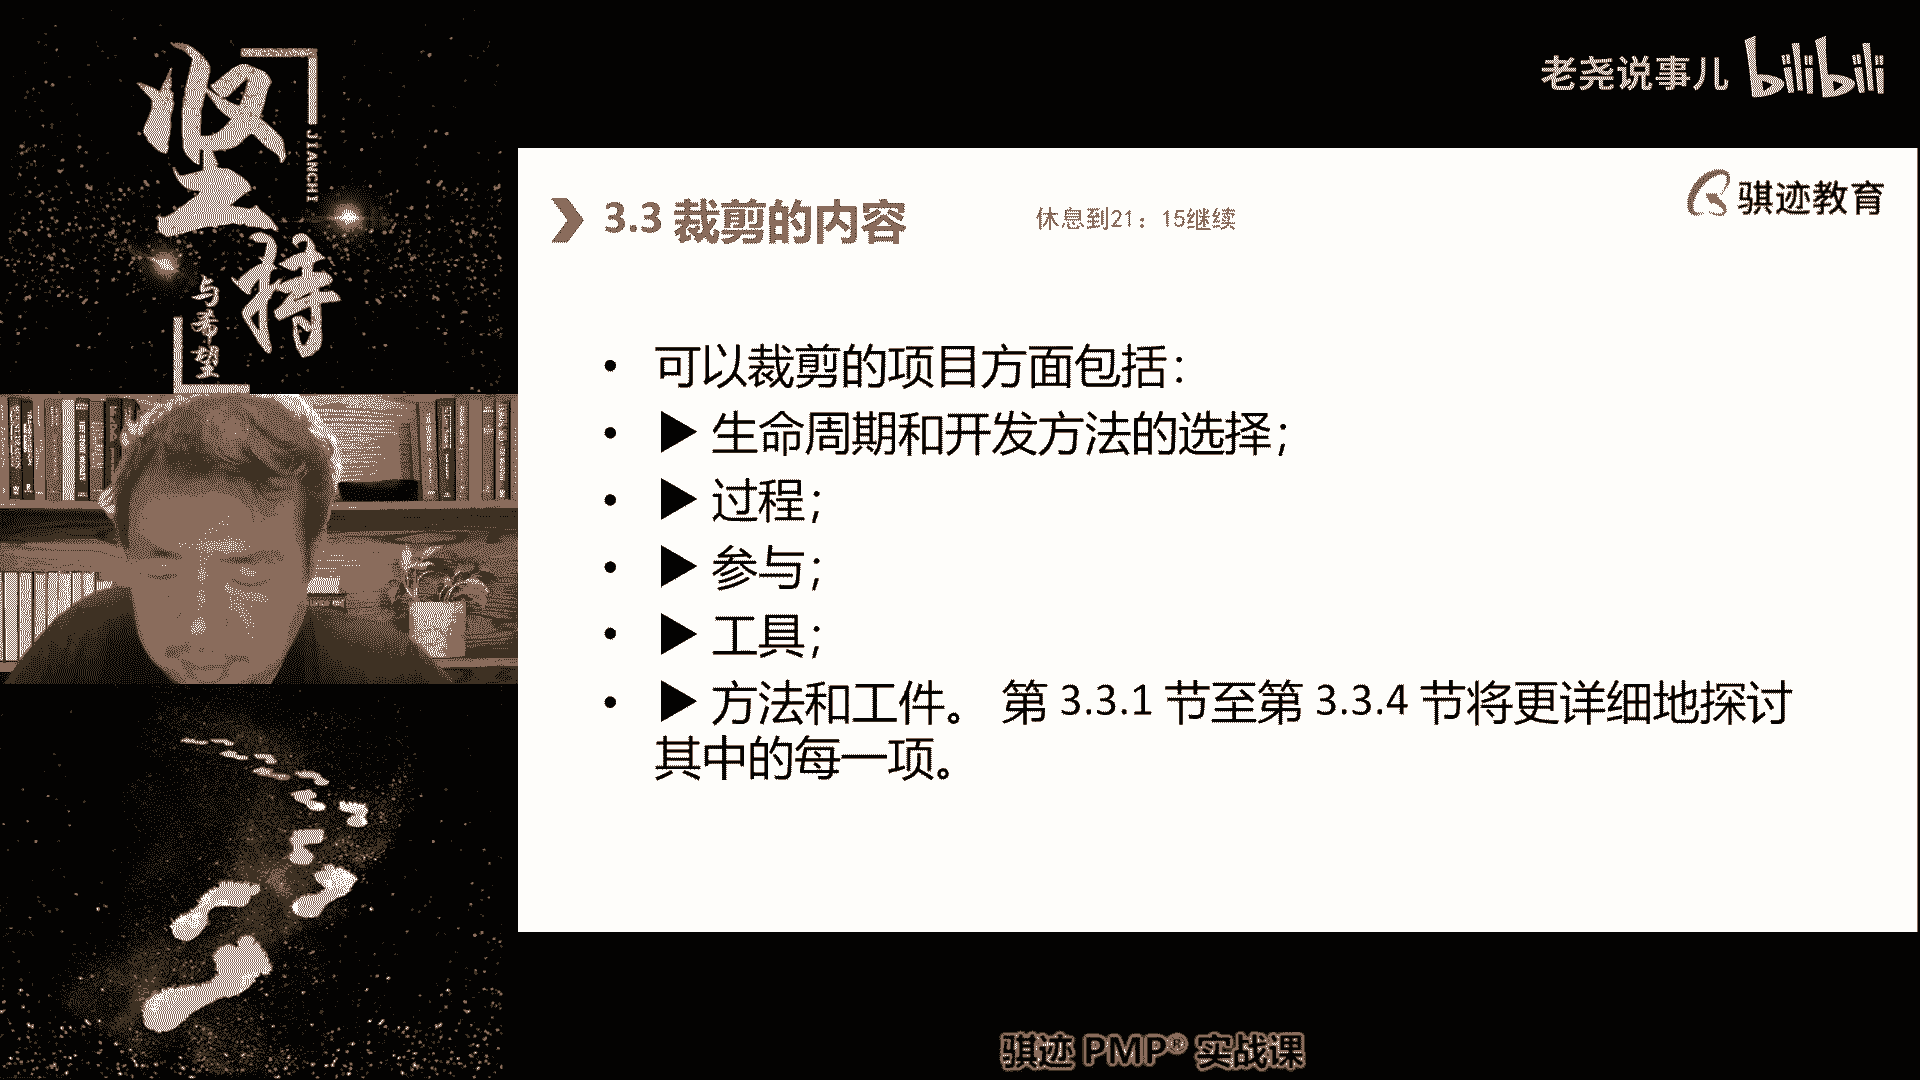 坚持
JIANCHI
与希望
老尧说事儿 bilibili
骐迹教育
3.3 裁剪的内容
休息到21：15继续
• 可以裁剪的项目方面包括：
• ▶ 生命周期和开发方法的选择；
• ▶ 过程；
• ▶ 参与；
• ▶ 工具；
• ▶ 方法和工件。 第 3.3.1 节至第 3.3.4 节将更详细地探讨
其中的每一项。
骐迹 PMP® 实战课